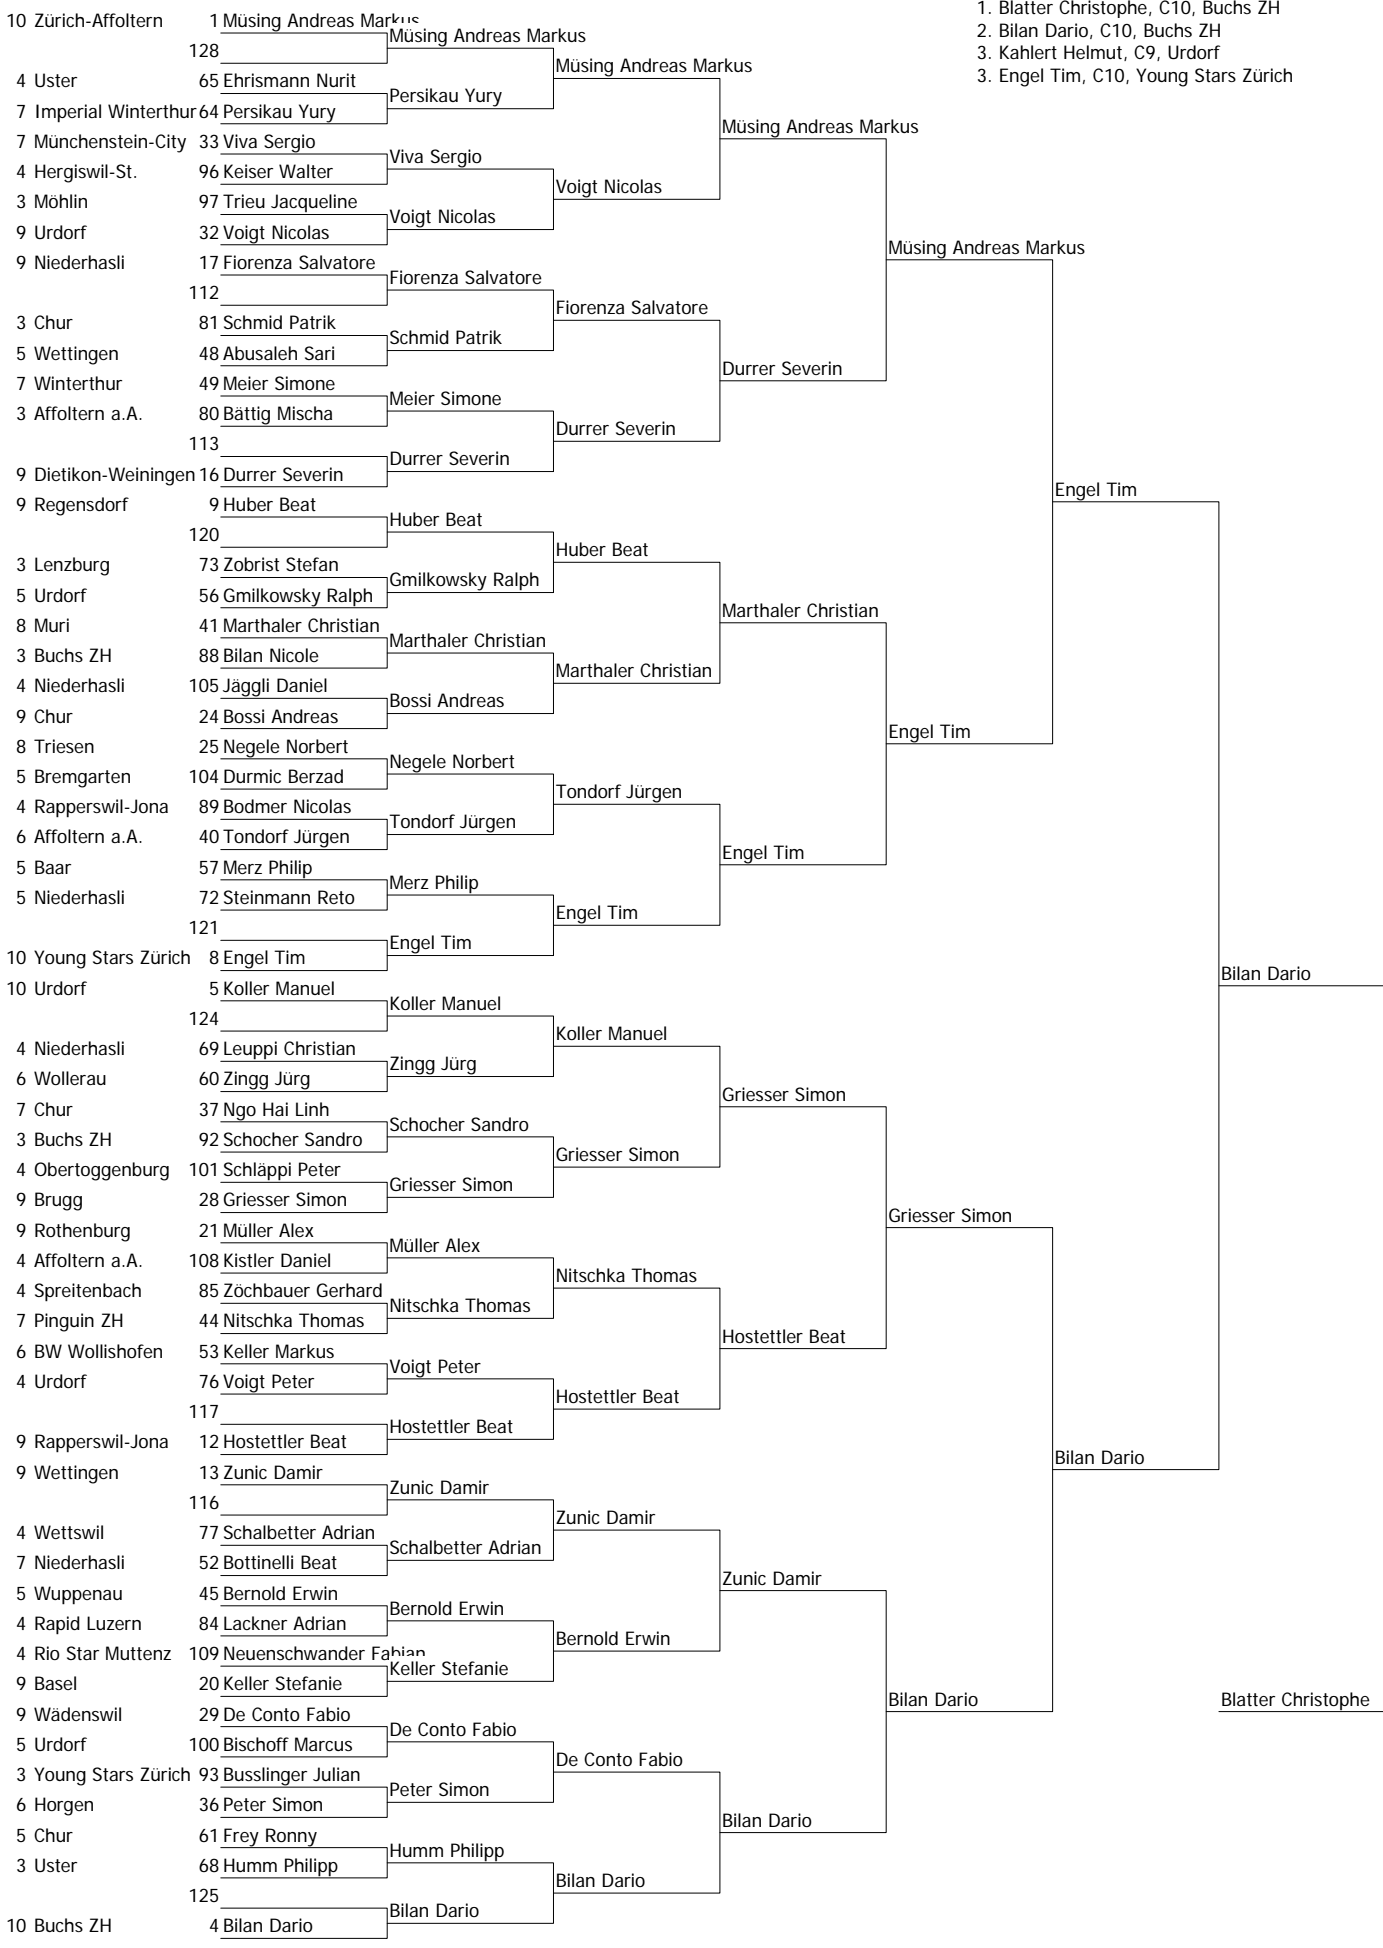 1. Blatter Christophe, C10, Buchs ZH
2. Bilan Dario, C10, Buchs ZH
3. Kahlert Helmut, C9, Urdorf
3. Engel Tim, C10, Young Stars Zürich
10 Zürich-Affoltern 1 Müsing Andreas Markus
Müsing Andreas Markus
128
Müsing Andreas Markus
4 Uster 65 Ehrismann Nurit
Persikau Yury
7 Imperial Winterthur 64 Persikau Yury
Müsing Andreas Markus
7 Münchenstein-City 33 Viva Sergio
Viva Sergio
4 Hergiswil-St. 96 Keiser Walter
Voigt Nicolas
3 Möhlin 97 Trieu Jacqueline
Voigt Nicolas
9 Urdorf 32 Voigt Nicolas
Müsing Andreas Markus
9 Niederhasli 17 Fiorenza Salvatore
Fiorenza Salvatore
112
Fiorenza Salvatore
3 Chur 81 Schmid Patrik
Schmid Patrik
5 Wettingen 48 Abusaleh Sari
Durrer Severin
7 Winterthur 49 Meier Simone
Meier Simone
3 Affoltern a.A. 80 Bättig Mischa
Durrer Severin
113
Durrer Severin
9 Dietikon-Weiningen 16 Durrer Severin
Engel Tim
9 Regensdorf 9 Huber Beat
Huber Beat
120
Huber Beat
3 Lenzburg 73 Zobrist Stefan
Gmilkowsky Ralph
5 Urdorf 56 Gmilkowsky Ralph
Marthaler Christian
8 Muri 41 Marthaler Christian
Marthaler Christian
3 Buchs ZH 88 Bilan Nicole
Marthaler Christian
4 Niederhasli 105 Jäggli Daniel
Bossi Andreas
9 Chur 24 Bossi Andreas
Engel Tim
8 Triesen 25 Negele Norbert
Negele Norbert
5 Bremgarten 104 Durmic Berzad
Tondorf Jürgen
4 Rapperswil-Jona 89 Bodmer Nicolas
Tondorf Jürgen
6 Affoltern a.A. 40 Tondorf Jürgen
Engel Tim
5 Baar 57 Merz Philip
Merz Philip
5 Niederhasli 72 Steinmann Reto
Engel Tim
121
Engel Tim
10 Young Stars Zürich 8 Engel Tim
Bilan Dario
10 Urdorf 5 Koller Manuel
Koller Manuel
124
Koller Manuel
4 Niederhasli 69 Leuppi Christian
Zingg Jürg
6 Wollerau 60 Zingg Jürg
Griesser Simon
7 Chur 37 Ngo Hai Linh
Schocher Sandro
3 Buchs ZH 92 Schocher Sandro
Griesser Simon
4 Obertoggenburg 101 Schläppi Peter
Griesser Simon
9 Brugg 28 Griesser Simon
Griesser Simon
9 Rothenburg 21 Müller Alex
Müller Alex
4 Affoltern a.A. 108 Kistler Daniel
Nitschka Thomas
4 Spreitenbach 85 Zöchbauer Gerhard
Nitschka Thomas
7 Pinguin ZH 44 Nitschka Thomas
Hostettler Beat
6 BW Wollishofen 53 Keller Markus
Voigt Peter
4 Urdorf 76 Voigt Peter
Hostettler Beat
117
Hostettler Beat
9 Rapperswil-Jona 12 Hostettler Beat
Bilan Dario
9 Wettingen 13 Zunic Damir
Zunic Damir
116
Zunic Damir
4 Wettswil 77 Schalbetter Adrian
Schalbetter Adrian
7 Niederhasli 52 Bottinelli Beat
Zunic Damir
5 Wuppenau 45 Bernold Erwin
Bernold Erwin
4 Rapid Luzern 84 Lackner Adrian
Bernold Erwin
4 Rio Star Muttenz 109 Neuenschwander Fabian
Keller Stefanie
9 Basel 20 Keller Stefanie
Bilan Dario
Blatter Christophe
9 Wädenswil 29 De Conto Fabio
De Conto Fabio
5 Urdorf 100 Bischoff Marcus
De Conto Fabio
3 Young Stars Zürich 93 Busslinger Julian
Peter Simon
6 Horgen 36 Peter Simon
Bilan Dario
5 Chur 61 Frey Ronny
Humm Philipp
3 Uster 68 Humm Philipp
Bilan Dario
125
Bilan Dario
10 Buchs ZH 4 Bilan Dario